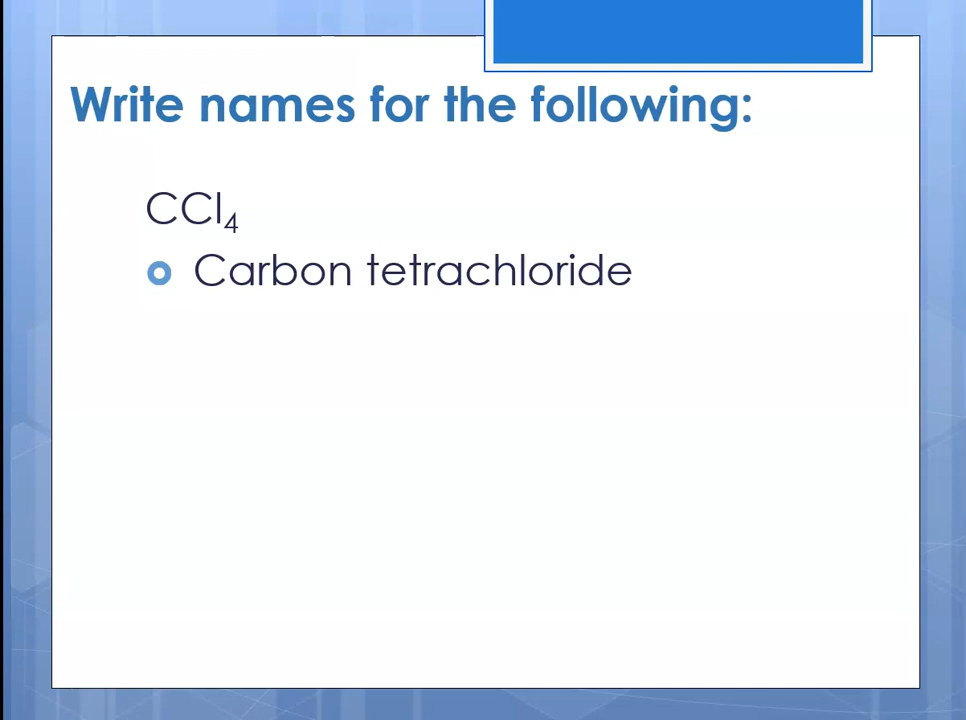 Write names for the following:
CCl₄
Carbon tetrachloride